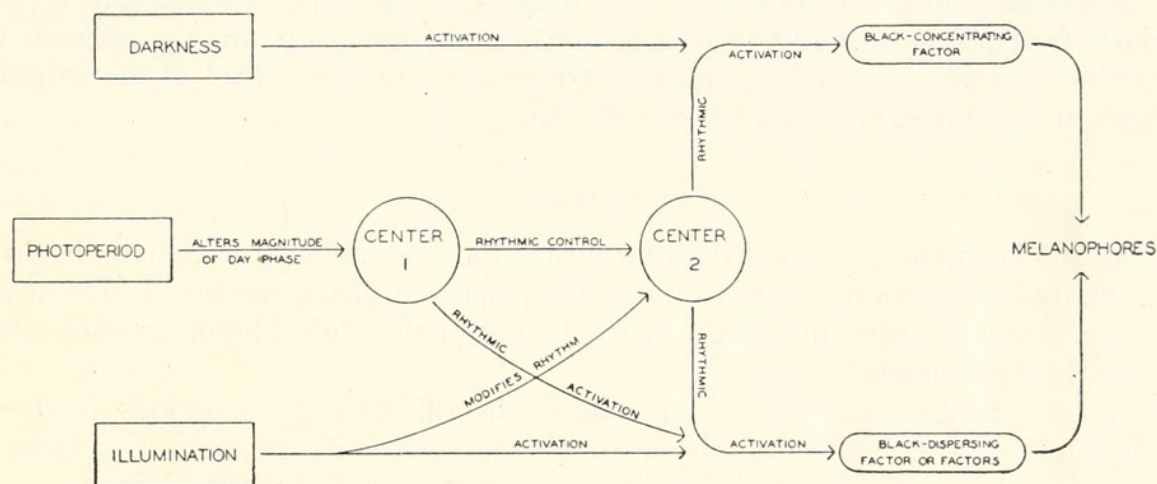 DARKNESS
ACTIVATION
ACTIVATION
BLACK-CONCENTRATING
FACTOR
RHYTHMIC
PHOTOPERIOD
ALTERS MAGNITUDE
OF DAY PHASE
CENTER
1
RHYTHMIC CONTROL
CENTER
2
MELANOPHORES
RHYTHMIC
ACTIVATION
MODIFIES RHYTHM
RHYTHMIC
ILLUMINATION
ACTIVATION
ACTIVATION
BLACK-DISPERSING
FACTOR OR FACTORS